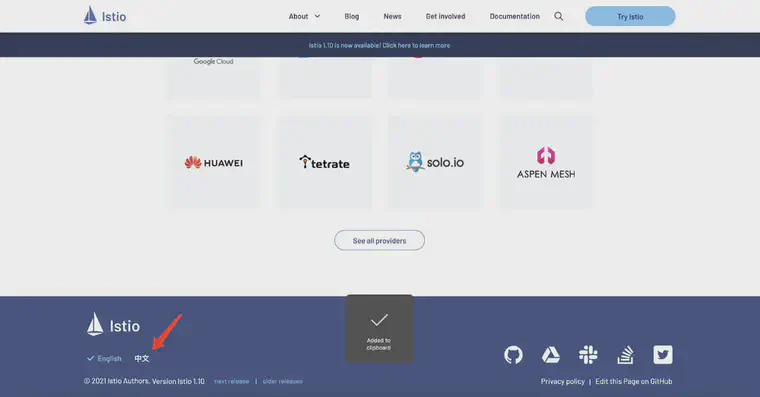 Istio
About
Blog
News
Get involved
Documentation
Try Istio
Istio 1.10 is now available! Click here to learn more
Google Cloud
HUAWEI
tetrate
solo.io
ASPEN MESH
See all providers
Istio
Added to
clipboard
English
中文
© 2021 Istio Authors, Version Istio 1.10
next release | older releases
Privacy policy | Edit this Page on GitHub